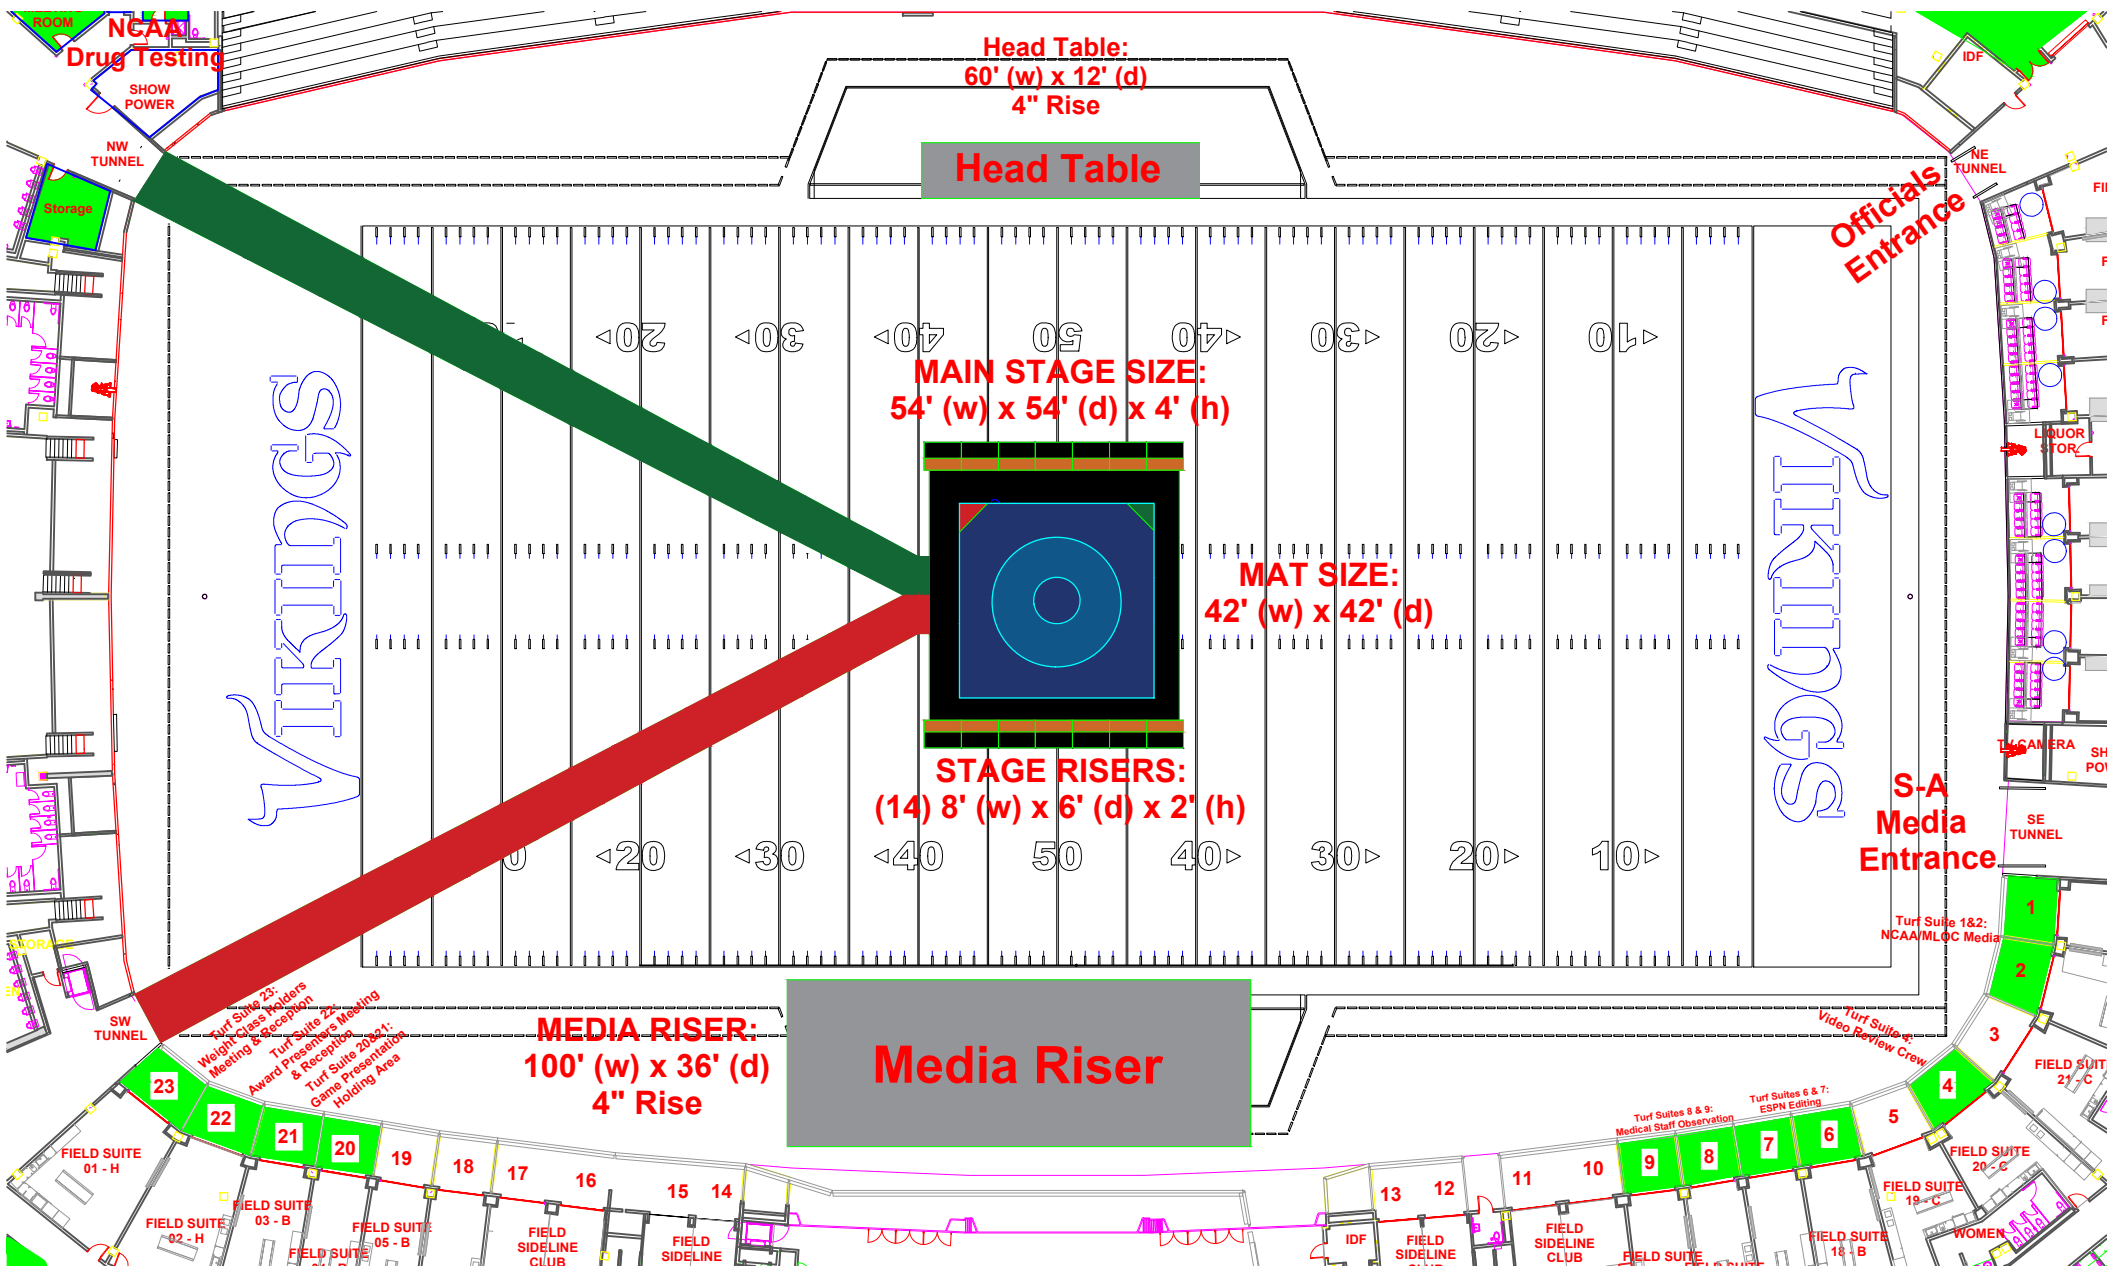 ROOM
NCAA
Drug Testing
SHOW
POWER
NW
TUNNEL
Storage
Head Table:
60' (w) x 12' (d)
4" Rise
Head Table
IDF
NE
TUNNEL
Officials
Entrance
20
30
40
50
40
30
20
10
MAIN STAGE SIZE:
54' (w) x 54' (d) x 4' (h)
VIKINGS
VIKINGS
MAT SIZE:
42' (w) x 42' (d)
STAGE RISERS:
(14) 8' (w) x 6' (d) x 2' (h)
20
30
40
50
40
30
20
10
TV CAMERA
S-A
Media
Entrance
SE
TUNNEL
Turf Suite 1&2:
NCAA/MLOC Media
1
2
3
4
5
6
7
8
9
10
11
12
13
STORAGE
SW
TUNNEL
Turf Suite 23:
Weight Class Holders
Meeting & Reception
Turf Suite 22:
Award Presenters Meeting
& Reception
Turf Suite 20&21:
Game Presentation
Holding Area
MEDIA RISER:
100' (w) x 36' (d)
4" Rise
Media Riser
Turf Suite 4:
Video Review Crew
Turf Suites 6 & 7:
ESPN Editing
Turf Suites 8 & 9:
Medical Staff Observation
23
22
21
20
19
18
17
16
15
14
FIELD SUITE
01 - H
FIELD SUITE
02 - H
FIELD SUITE
03 - B
FIELD SUITE
FIELD SUITE
05 - B
FIELD
SIDELINE
CLUB
FIELD
SIDELINE
IDF
FIELD
SIDELINE
FIELD
SIDELINE
CLUB
FIELD SUITE
FIELD SUITE
FIELD SUITE
18 - B
FIELD SUITE
19 - C
FIELD SUITE
20 - C
21 - C
WOMEN